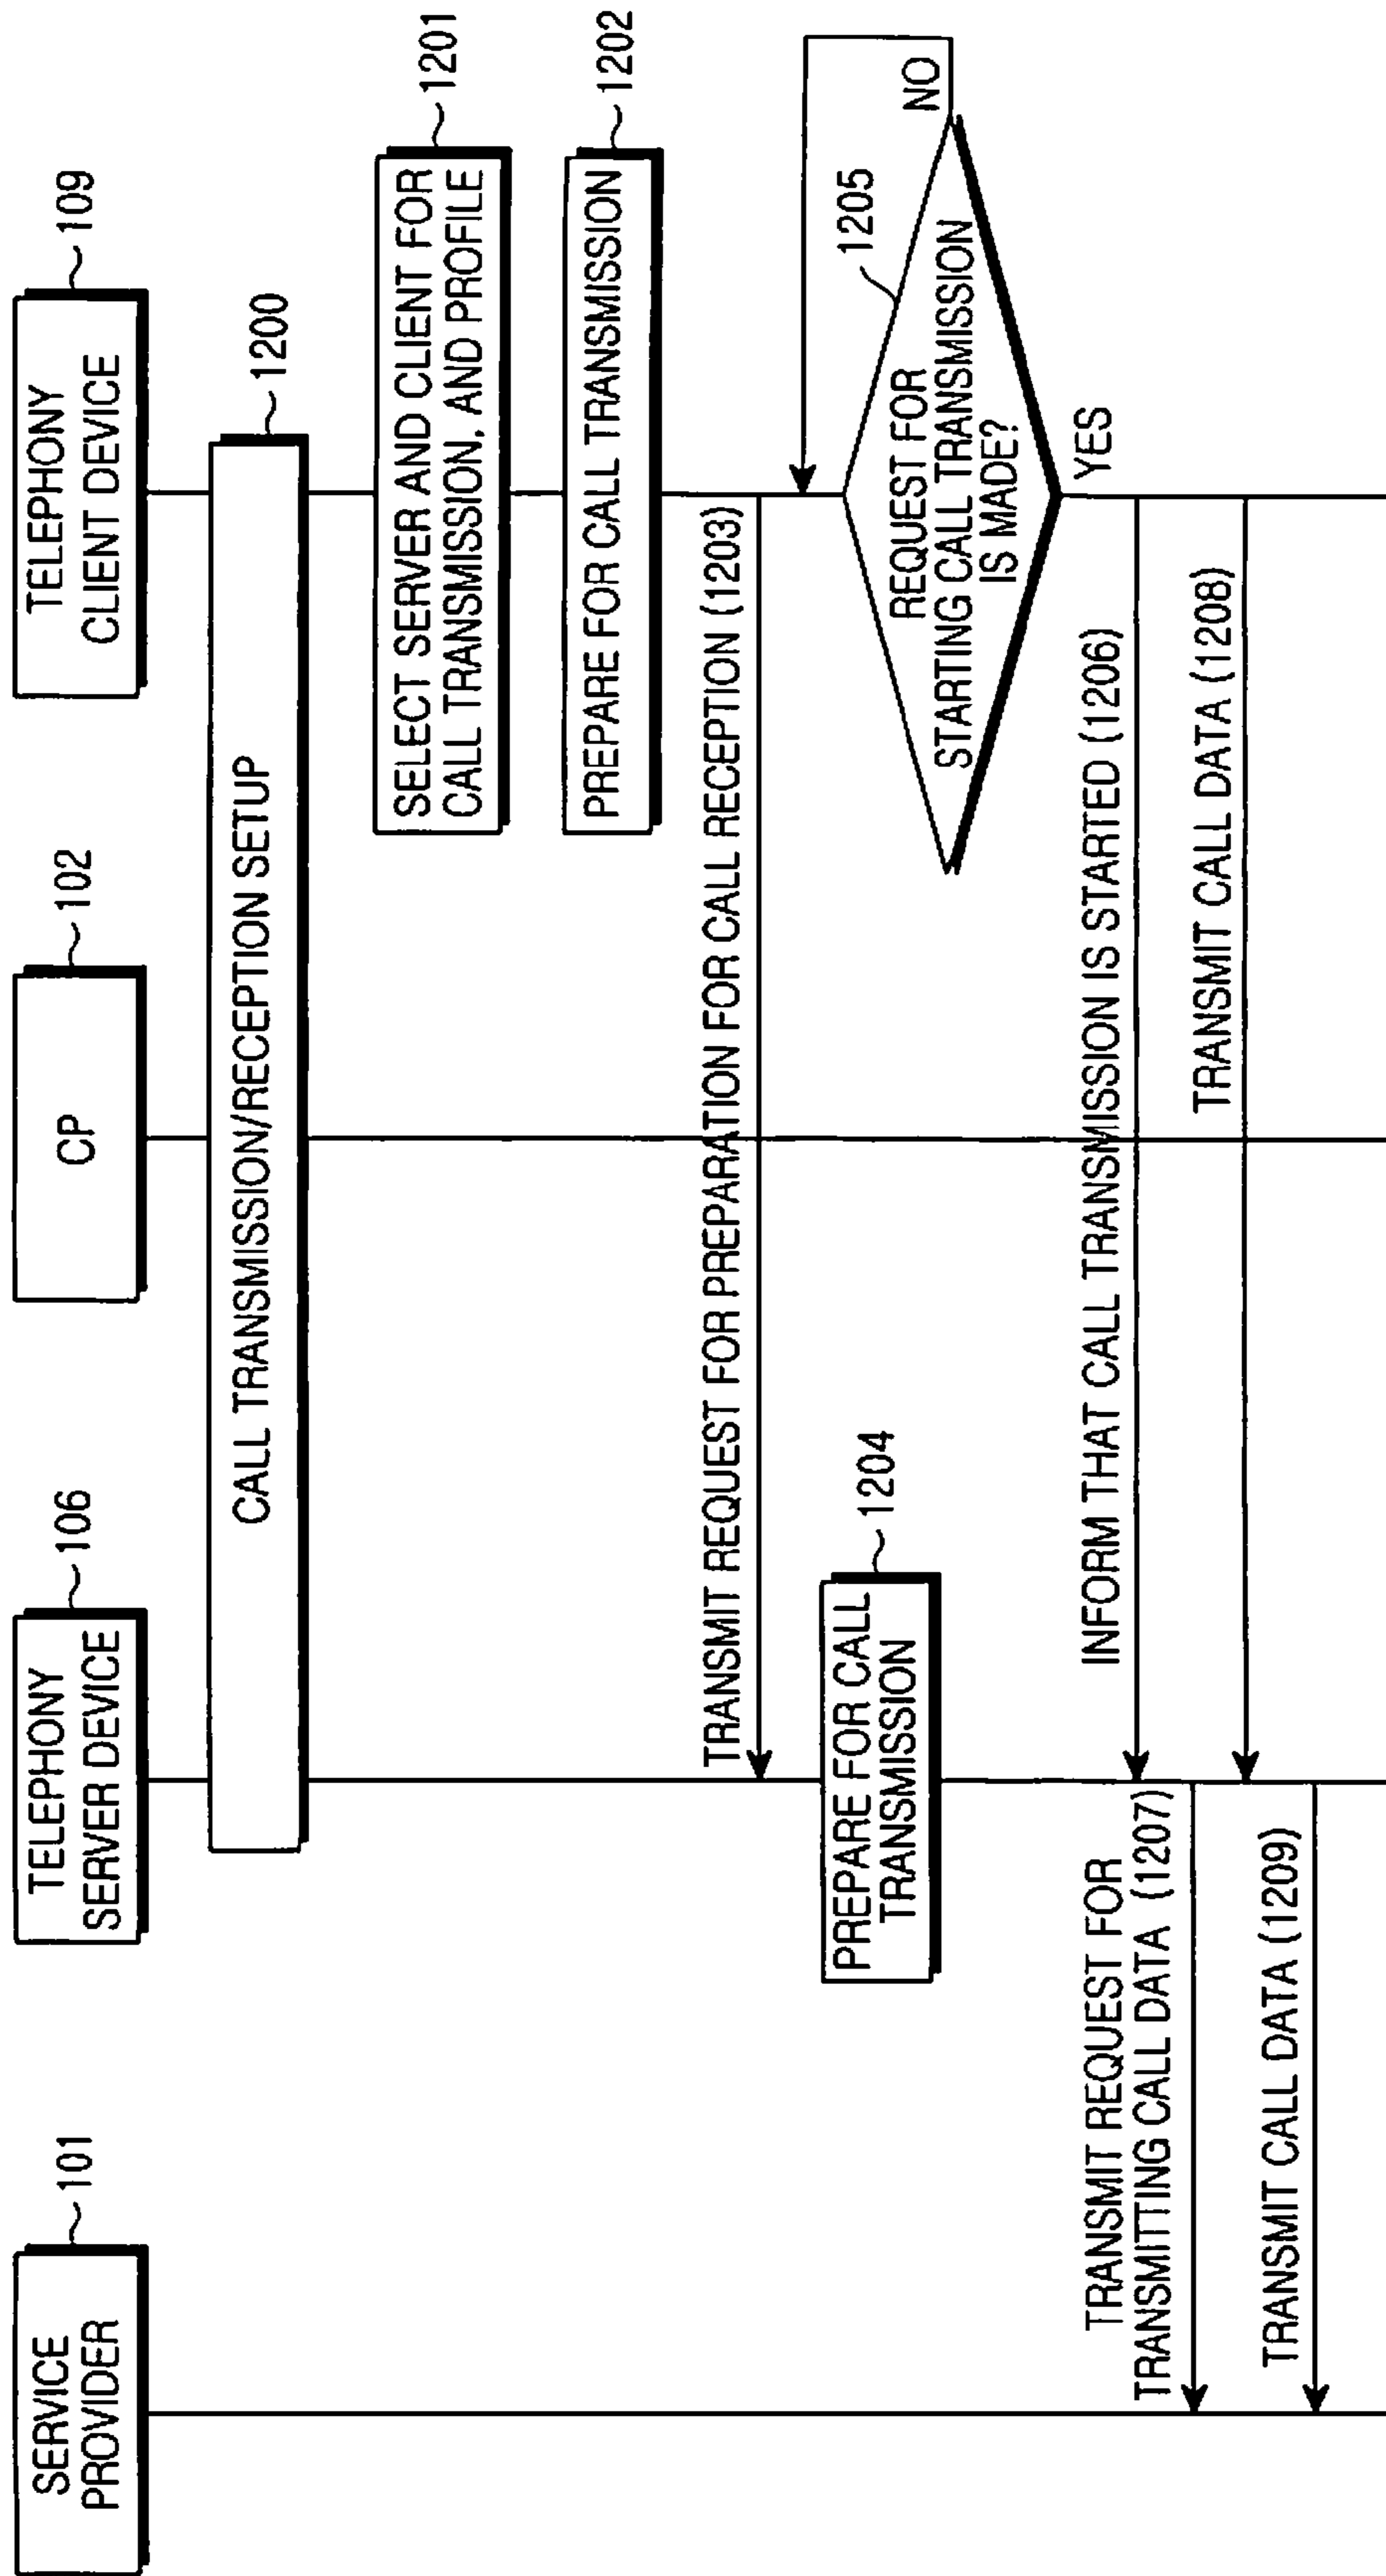 SERVICE
PROVIDER
101
TELEPHONY
SERVER DEVICE
106
CP
102
TELEPHONY
CLIENT DEVICE
109
CALL TRANSMISSION/RECEPTION SETUP
1200
SELECT SERVER AND CLIENT FOR
CALL TRANSMISSION, AND PROFILE
1201
PREPARE FOR CALL TRANSMISSION
1202
TRANSMIT REQUEST FOR PREPARATION FOR CALL RECEPTION (1203)
PREPARE FOR CALL
TRANSMISSION
1204
REQUEST FOR
STARTING CALL TRANSMISSION
IS MADE?
1205
NO
YES
INFORM THAT CALL TRANSMISSION IS STARTED (1206)
TRANSMIT REQUEST FOR
TRANSMITTING CALL DATA (1207)
TRANSMIT CALL DATA (1208)
TRANSMIT CALL DATA (1209)